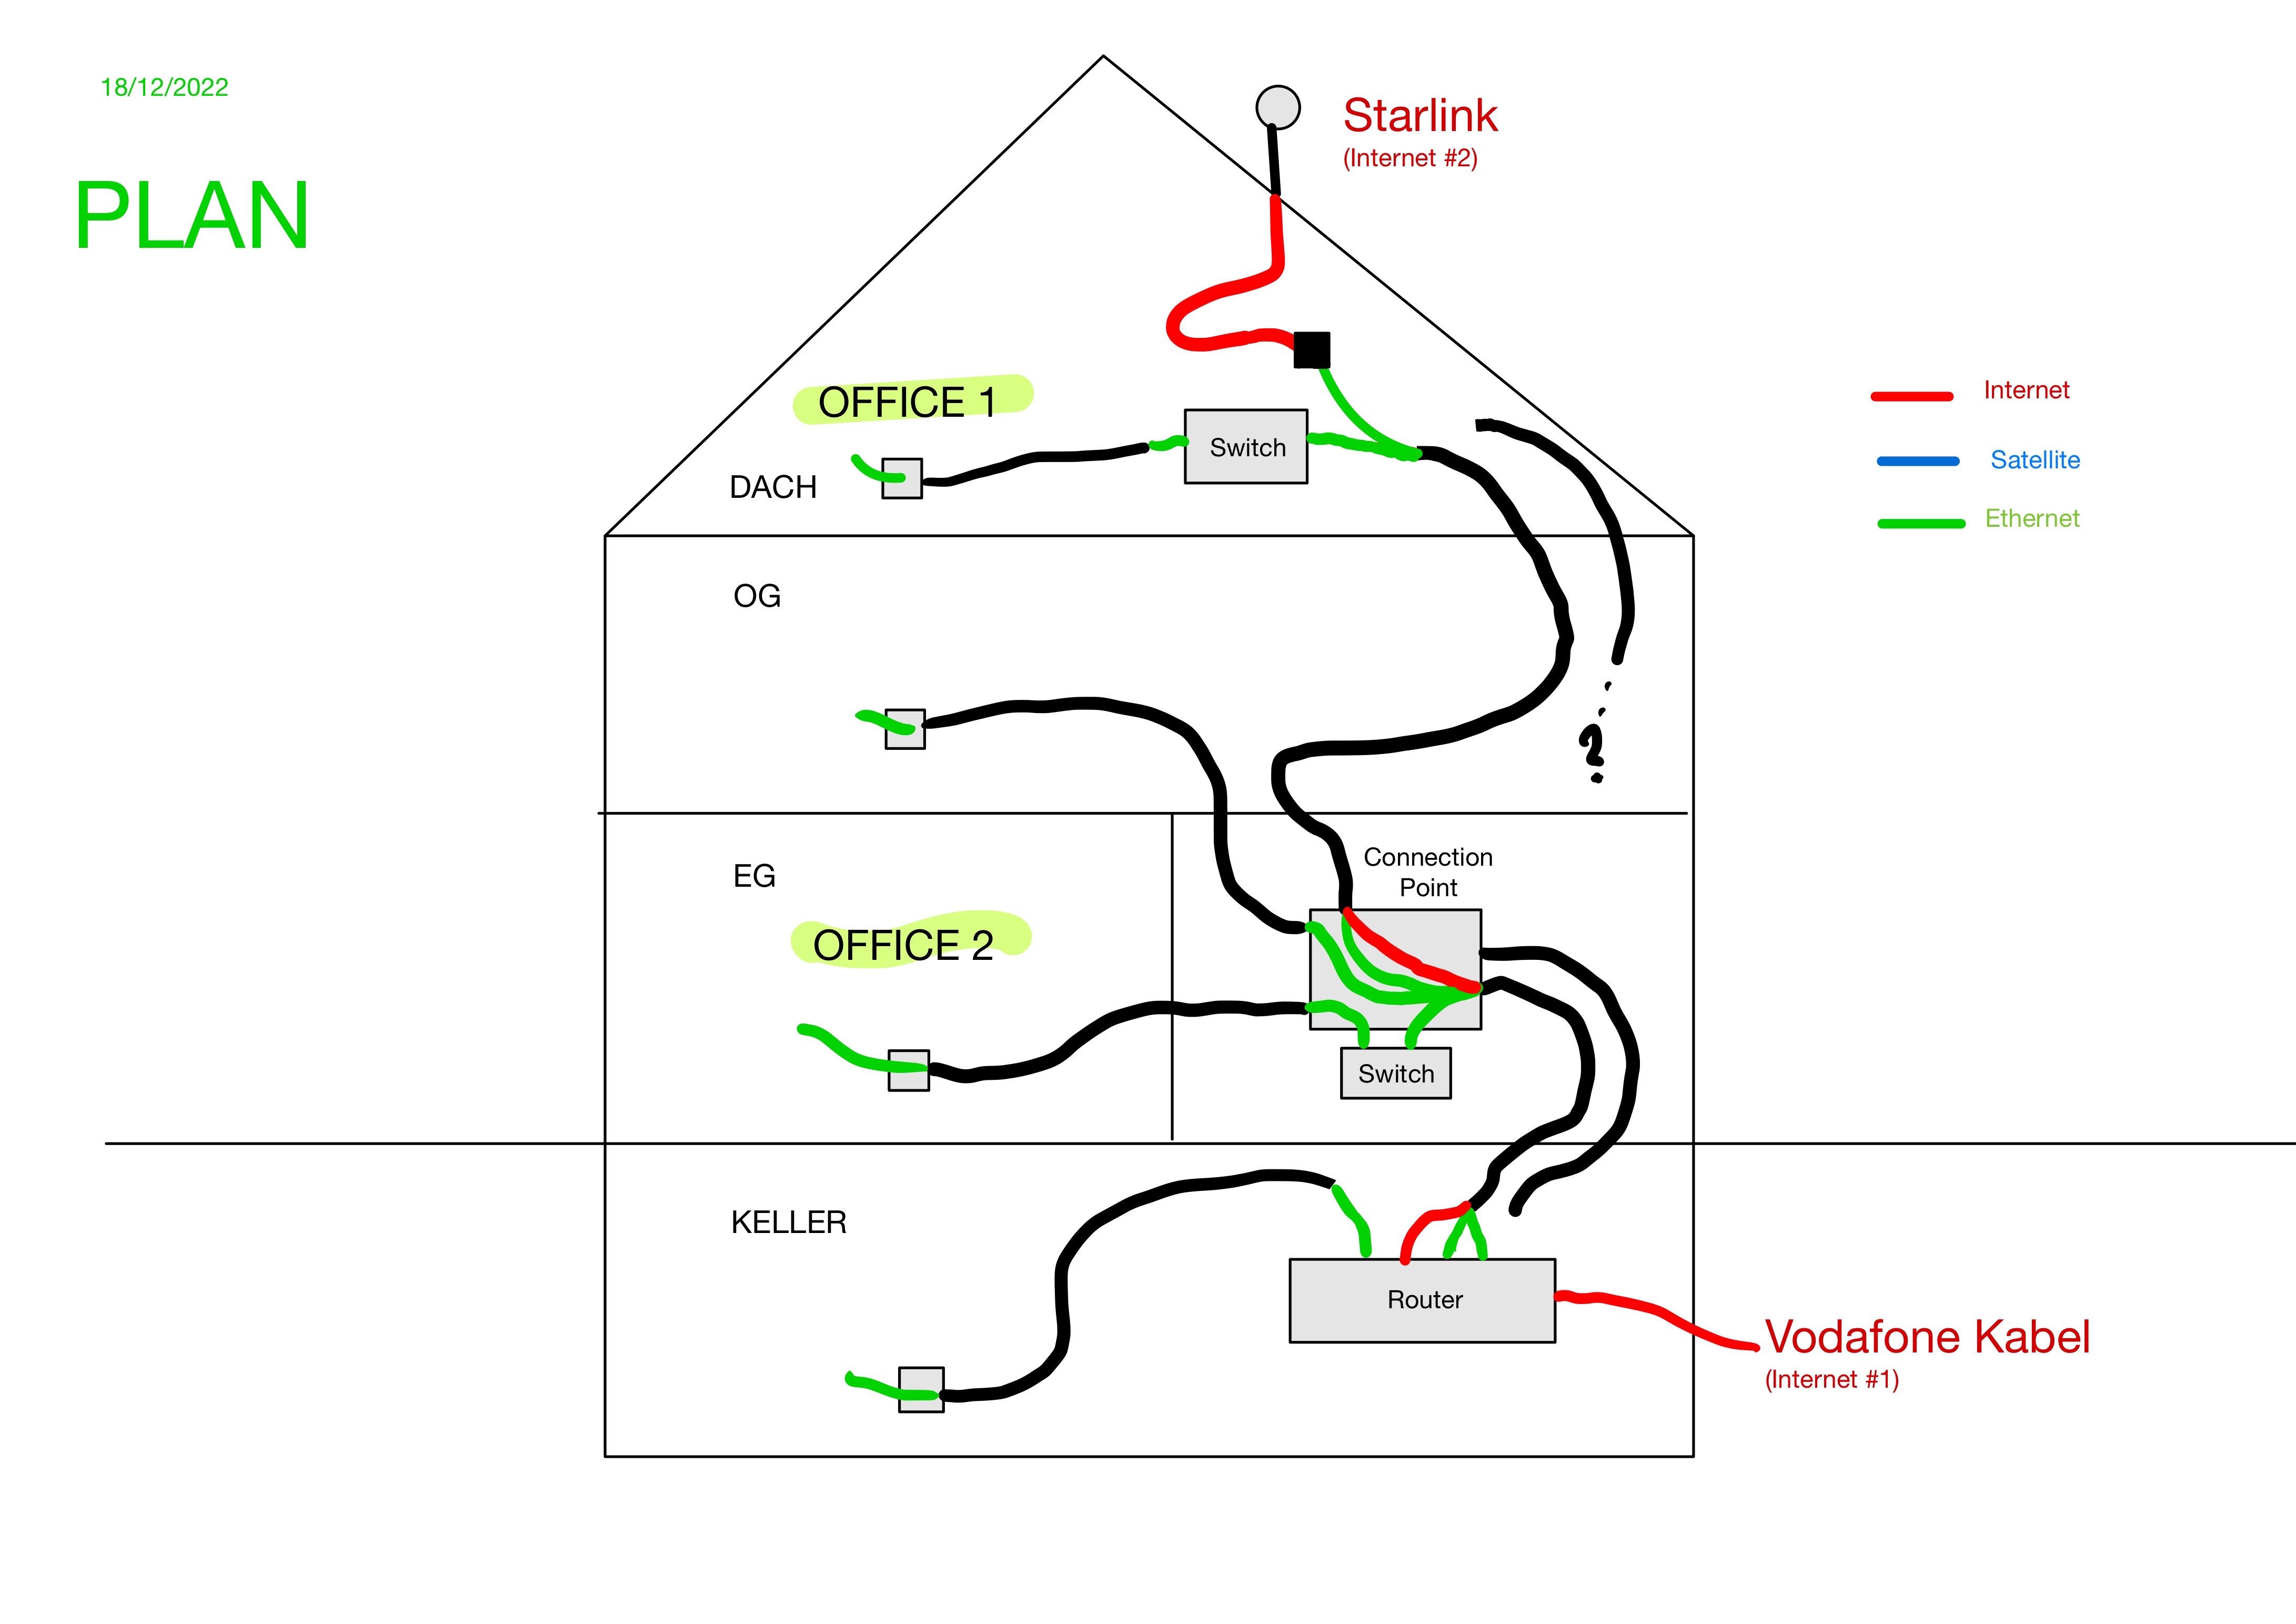 18/12/2022
PLAN
Starlink
(Internet #2)
OFFICE 1
Switch
DACH
Internet
Satellite
Ethernet
OG
?
EG
Connection
Point
OFFICE 2
Switch
KELLER
Router
Vodafone Kabel
(Internet #1)